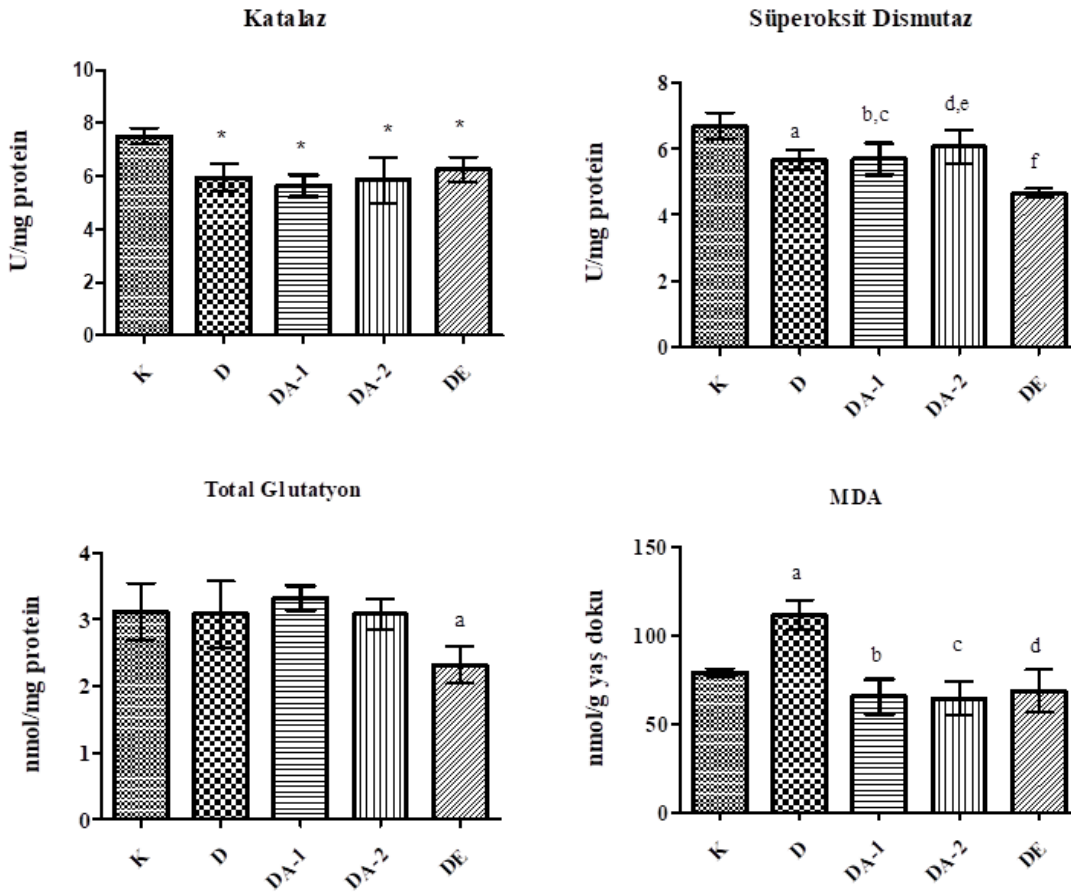 Katalaz
U/mg protein
10
8
6
4
2
0
*
*
*
*
K
D
DA-1
DA-2
DE
Süperoksit Dismutaz
U/mg protein
8
6
4
2
0
a
b,c
d,e
f
K
D
DA-1
DA-2
DE
Total Glutatyon
nmol/mg protein
4
3
2
1
0
a
K
D
DA-1
DA-2
DE
MDA
nmol/g yaş doku
150
100
50
0
a
b
c
d
K
D
DA-1
DA-2
DE